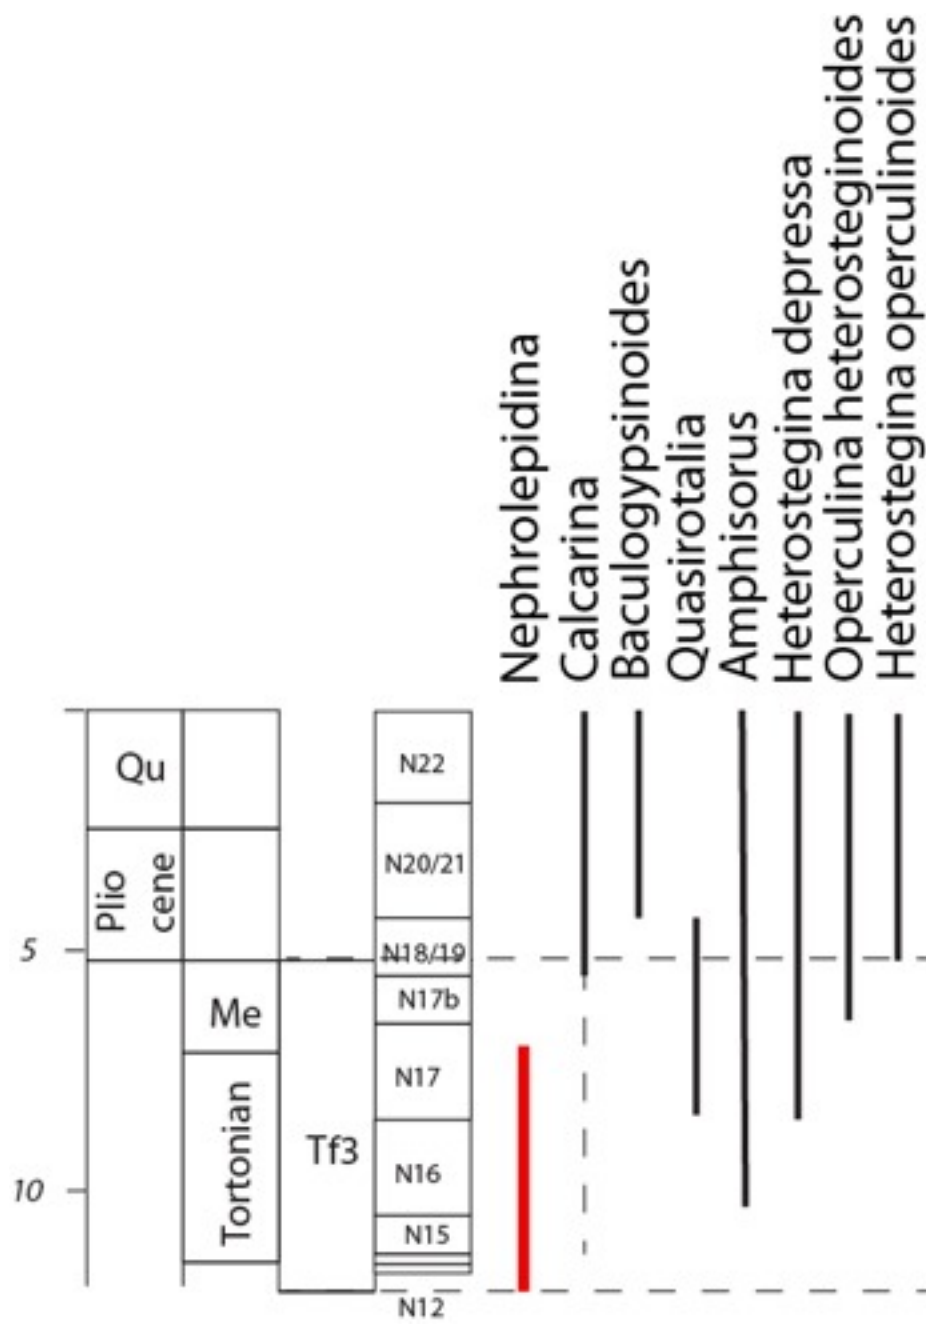 Nephrolepidina
Calcarina
Baculogypsinoides
Quasirotalia
Amphisorus
Heterostegina depressa
Operculina heterosteginoides
Heterostegina operculinoides
Qu
N22
Plio
cene
N20/21
5
N18/19
Me
N17b
N17
Tortonian
Tf3
N16
10
N15
N12